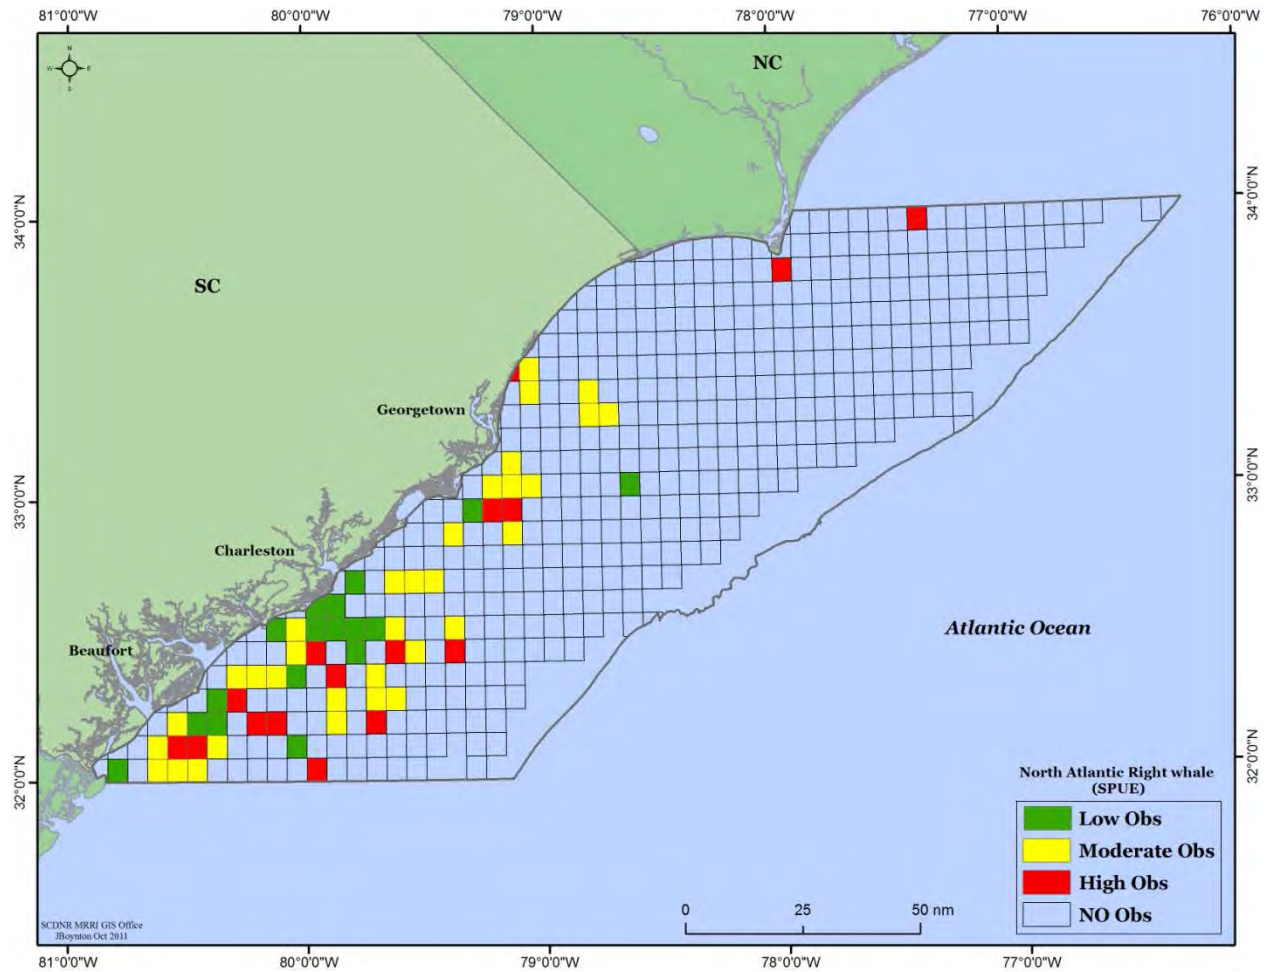 81°0'0"W 80°0'0"W 79°0'0"W 78°0'0"W 77°0'0"W 76°0'0"W
N
W E
S
NC
34°0'0"N
34°0'0"N
SC
Georgetown
33°0'0"N
33°0'0"N
Charleston
Atlantic Ocean
Beaufort
32°0'0"N
32°0'0"N
North Atlantic Right whale
(SPUE)
Low Obs
Moderate Obs
High Obs
NO Obs
0 25 50 nm
SCDNR MRRI GIS Office
JBoynton Oct 2011
81°0'0"W 80°0'0"W 79°0'0"W 78°0'0"W 77°0'0"W